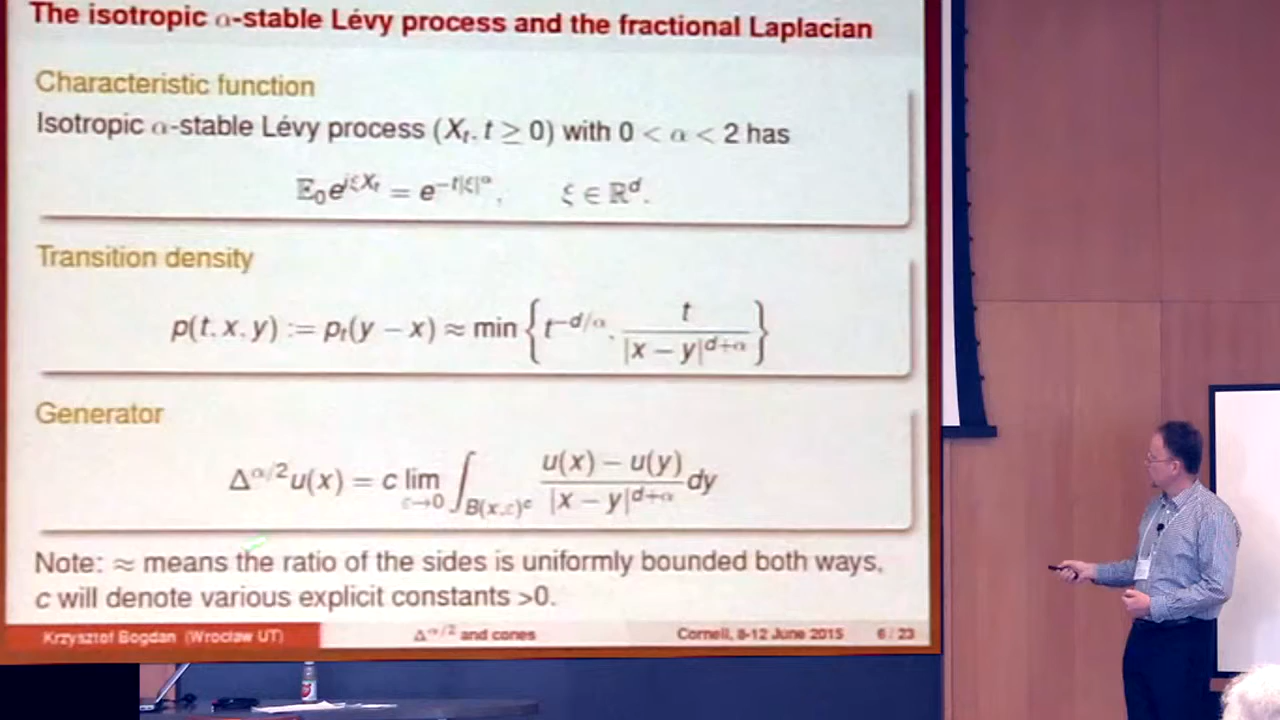 The isotropic α-stable Lévy process and the fractional Laplacian
Characteristic function
Isotropic α-stable Lévy process (X_t, t ≥ 0) with 0 < α < 2 has
𝔼_0 e^{iξX_t} = e^{-t|ξ|^α}, ξ ∈ ℝ^d.
Transition density
p(t, x, y) := p_t(y − x) ≈ min { t^{-d/α}, t / |x − y|^{d+α} }
Generator
Δ^{α/2}u(x) = c lim_{ε→0} ∫_{B(x,ε)^c} (u(x) − u(y)) / |x − y|^{d+α} dy
Note: ≈ means the ratio of the sides is uniformly bounded both ways,
c will denote various explicit constants >0.
Krzysztof Bogdan (Wrocław UT) Δ^{α/2} and cones Cornell, 8-12 June 2015 6 / 23